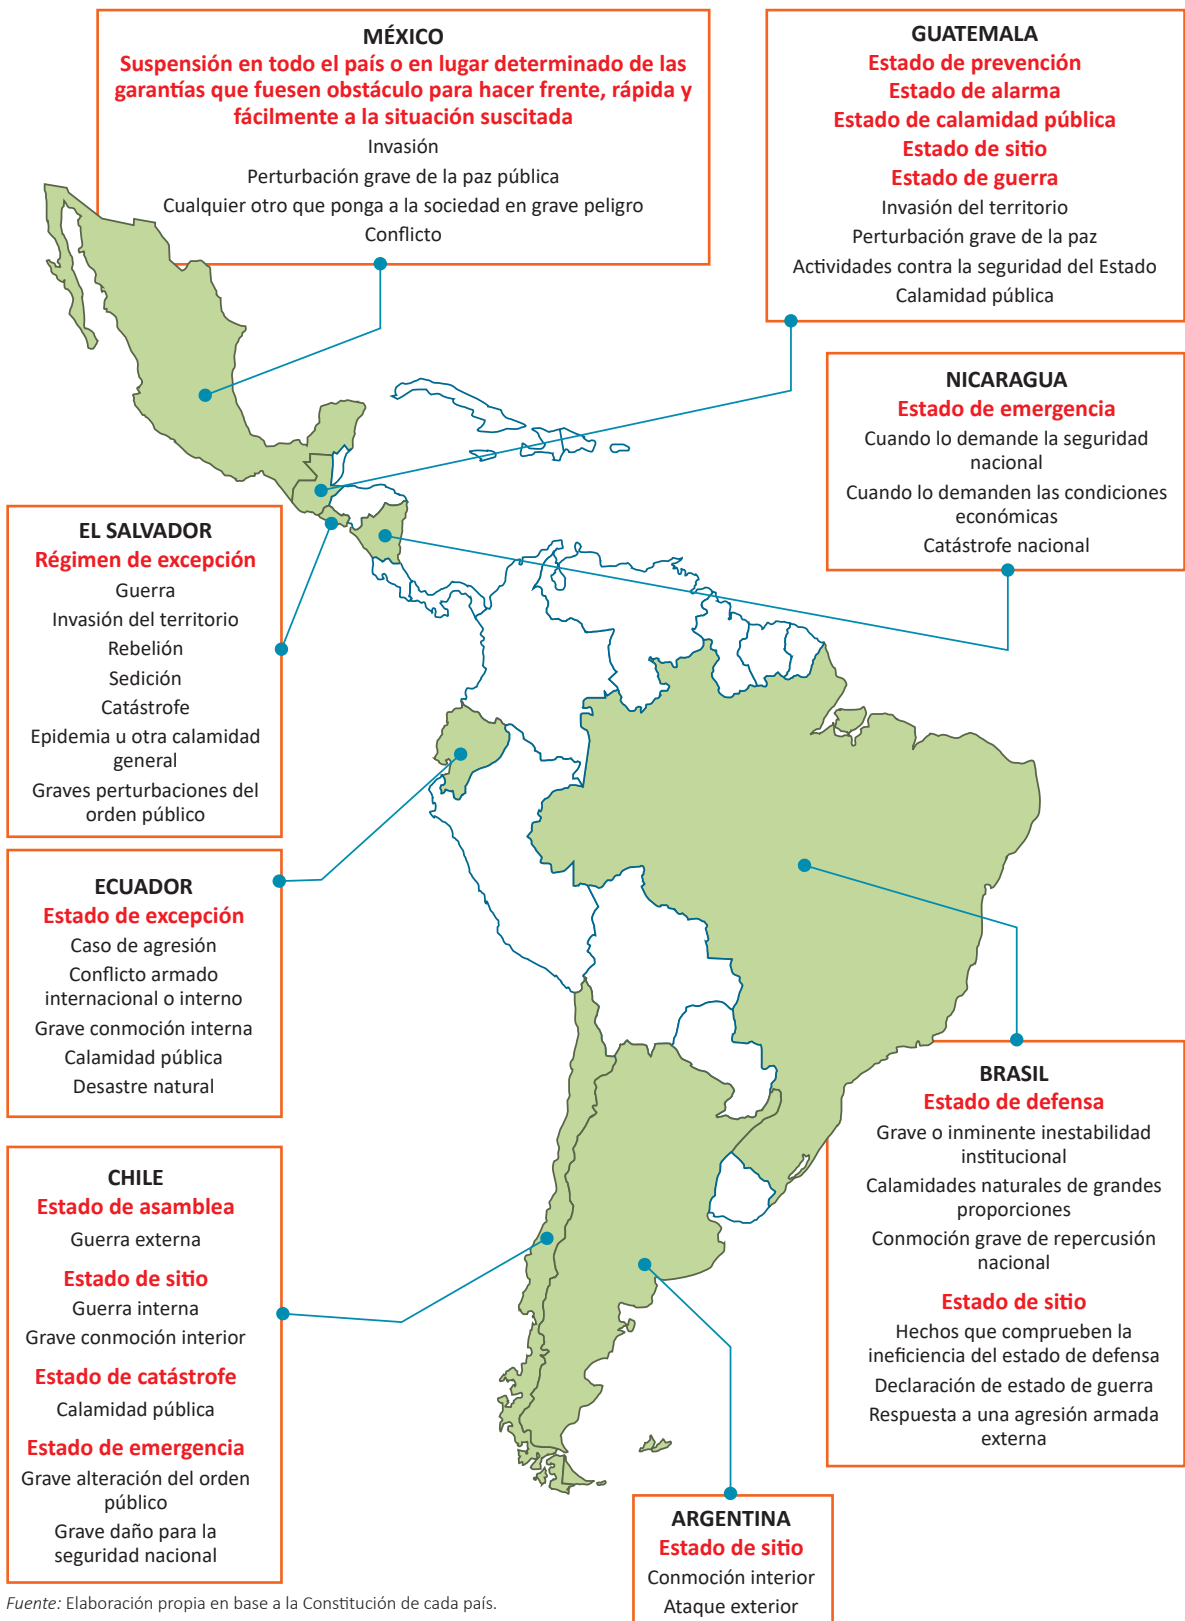 MÉXICO
Suspensión en todo el país o en lugar determinado de las
garantías que fuesen obstáculo para hacer frente, rápida y
fácilmente a la situación suscitada
Invasión
Perturbación grave de la paz pública
Cualquier otro que ponga a la sociedad en grave peligro
Conflicto
GUATEMALA
Estado de prevención
Estado de alarma
Estado de calamidad pública
Estado de sitio
Estado de guerra
Invasión del territorio
Perturbación grave de la paz
Actividades contra la seguridad del Estado
Calamidad pública
NICARAGUA
Estado de emergencia
Cuando lo demande la seguridad
nacional
Cuando lo demanden las condiciones
económicas
Catástrofe nacional
EL SALVADOR
Régimen de excepción
Guerra
Invasión del territorio
Rebelión
Sedición
Catástrofe
Epidemia u otra calamidad
general
Graves perturbaciones del
orden público
ECUADOR
Estado de excepción
Caso de agresión
Conflicto armado
internacional o interno
Grave conmoción interna
Calamidad pública
Desastre natural
BRASIL
Estado de defensa
Grave o inminente inestabilidad
institucional
Calamidades naturales de grandes
proporciones
Conmoción grave de repercusión
nacional
Estado de sitio
Hechos que comprueben la
ineficiencia del estado de defensa
Declaración de estado de guerra
Respuesta a una agresión armada
externa
CHILE
Estado de asamblea
Guerra externa
Estado de sitio
Guerra interna
Grave conmoción interior
Estado de catástrofe
Calamidad pública
Estado de emergencia
Grave alteración del orden
público
Grave daño para la
seguridad nacional
ARGENTINA
Estado de sitio
Conmoción interior
Ataque exterior
Fuente: Elaboración propia en base a la Constitución de cada país.